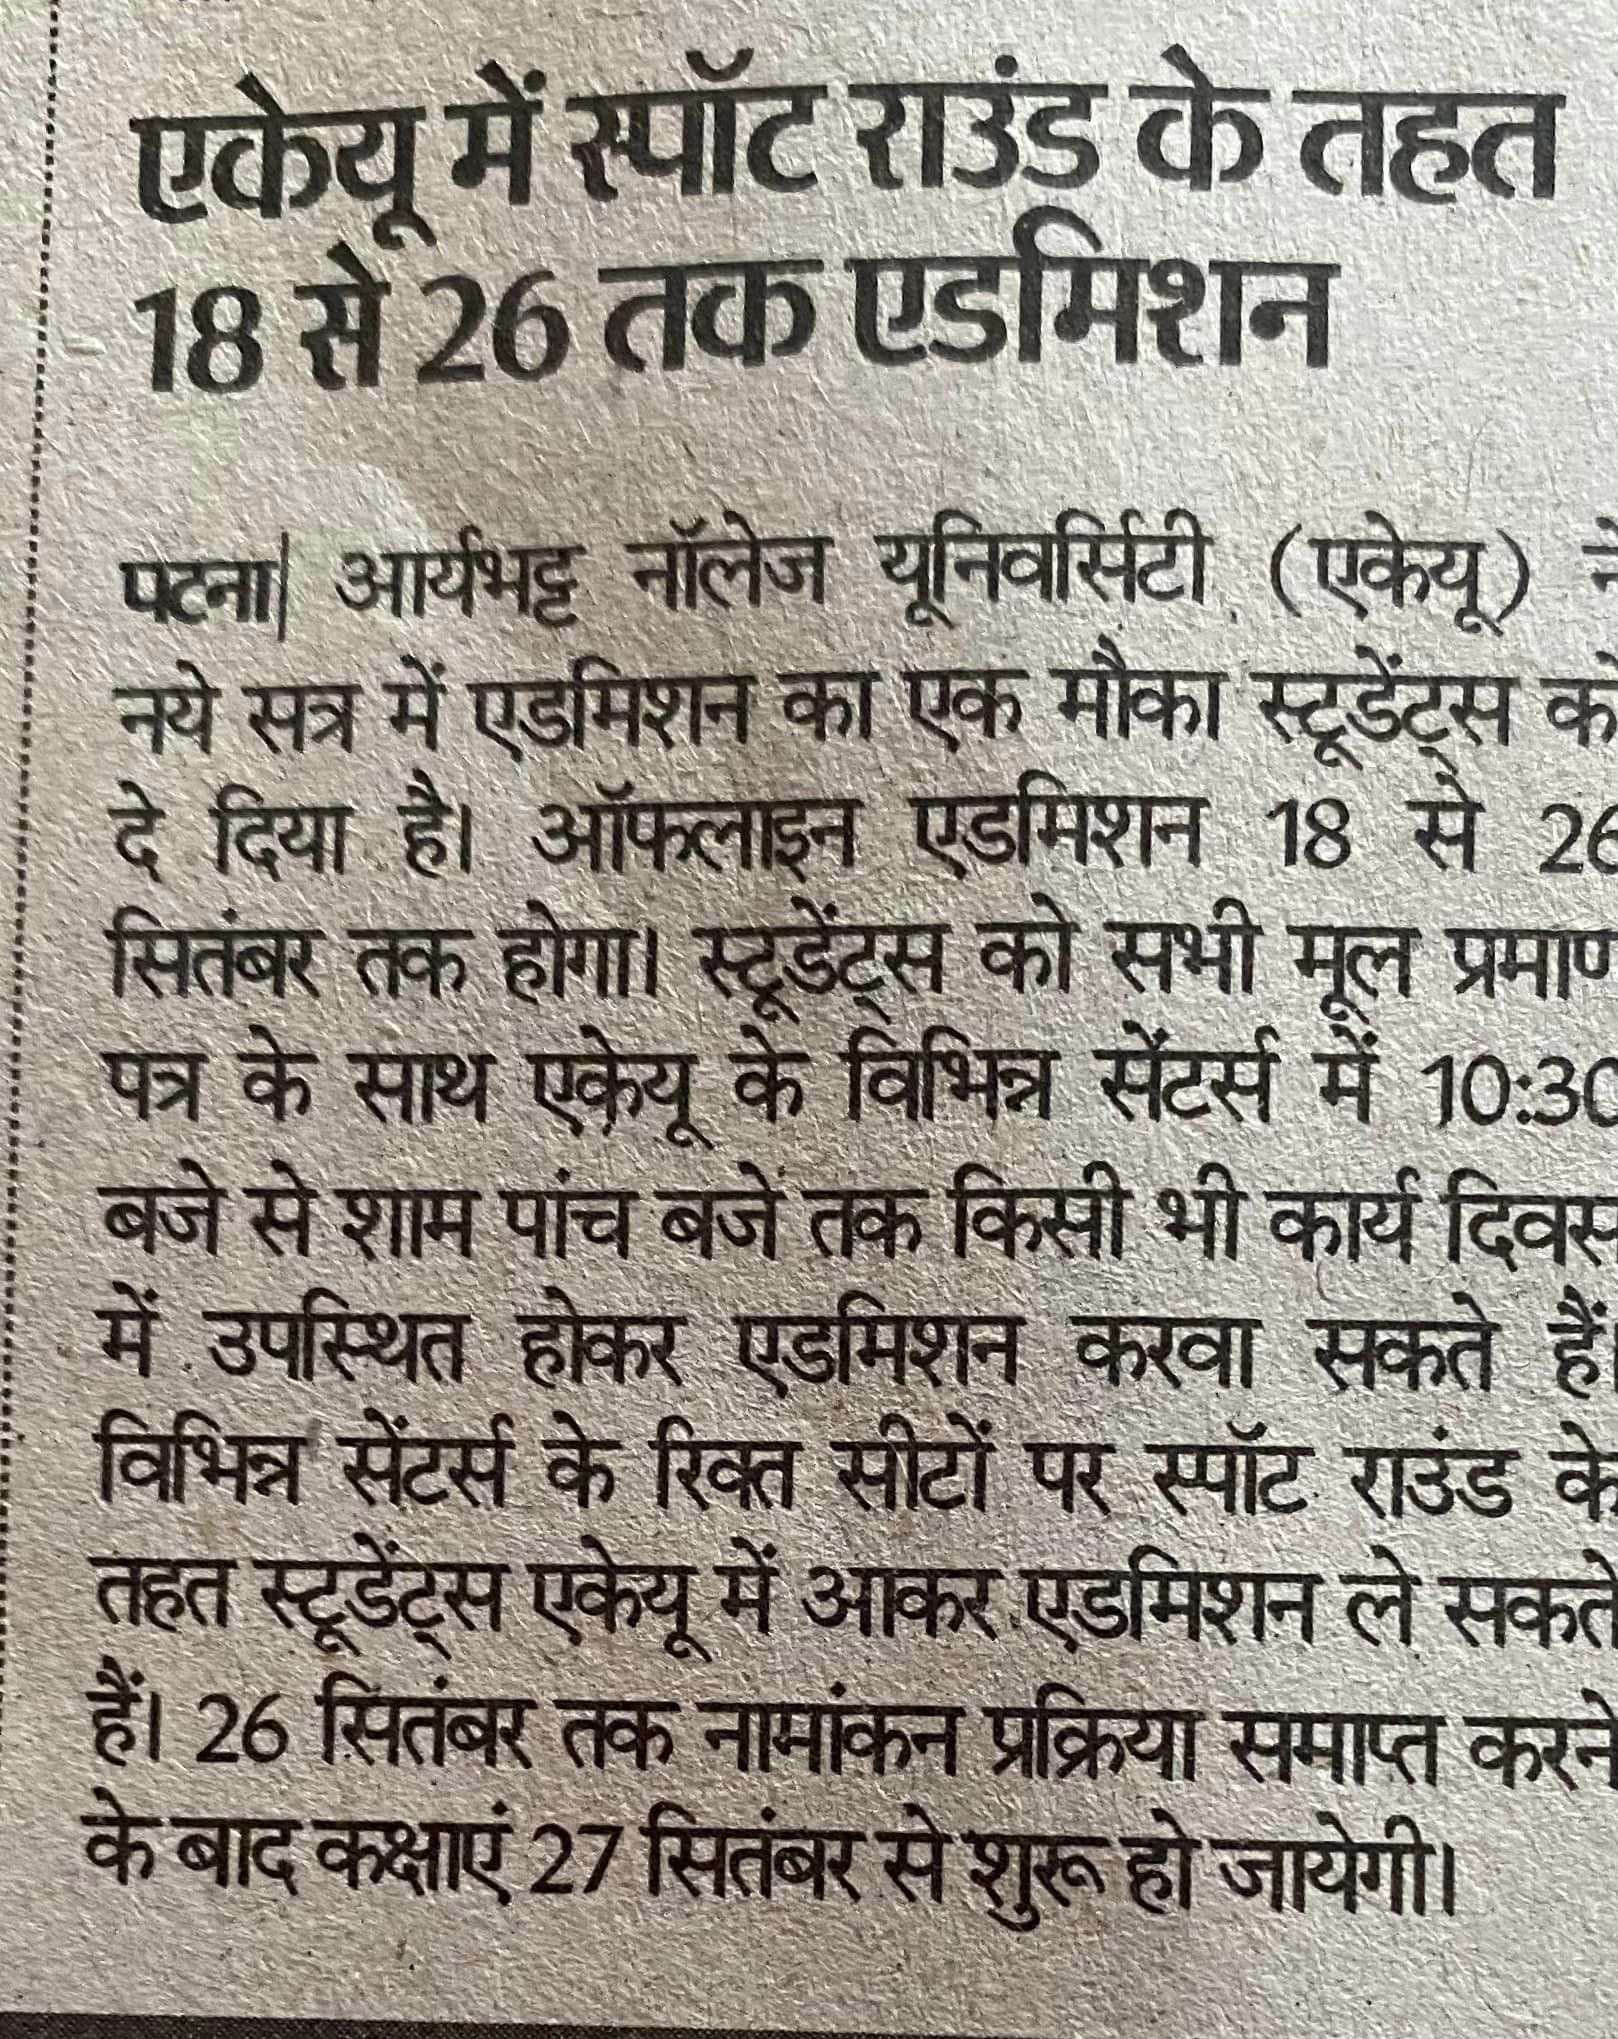 एकेयू में स्पॉट राउंड के तहत
18 से 26 तक एडमिशन
पटना| आर्यभट्ट नॉलेज यूनिवर्सिटी (एकेयू) ने
नये सत्र में एडमिशन का एक मौका स्टूडेंट्स को
दे दिया है। ऑफलाइन एडमिशन 18 से 26
सितंबर तक होगा। स्टूडेंट्स को सभी मूल प्रमाण
पत्र के साथ एकेयू के विभिन्न सेंटर्स में 10:30
बजे से शाम पांच बजे तक किसी भी कार्य दिवस
में उपस्थित होकर एडमिशन करवा सकते हैं।
विभिन्न सेंटर्स के रिक्त सीटों पर स्पॉट राउंड के
तहत स्टूडेंट्स एकेयू में आकर एडमिशन ले सकते
हैं। 26 सितंबर तक नामांकन प्रक्रिया समाप्त करने
के बाद कक्षाएं 27 सितंबर से शुरू हो जायेगी।